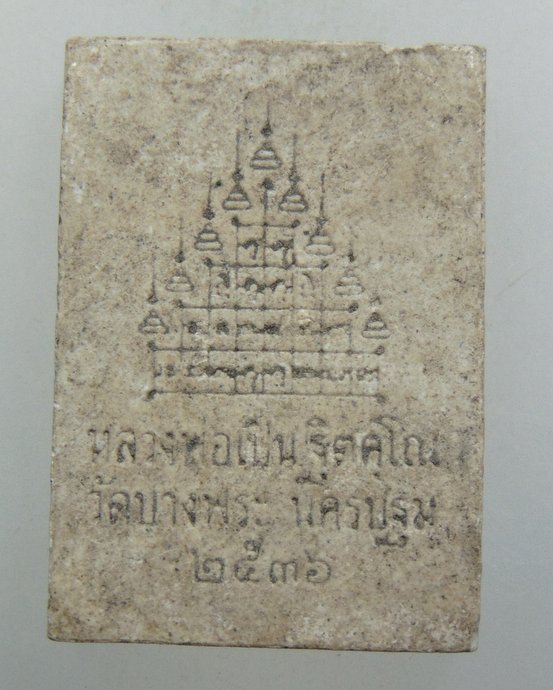 หลวงพ่อเปิ่น ฐิตคุโณ
วัดบางพระ นครปฐม
๒๕๓๖